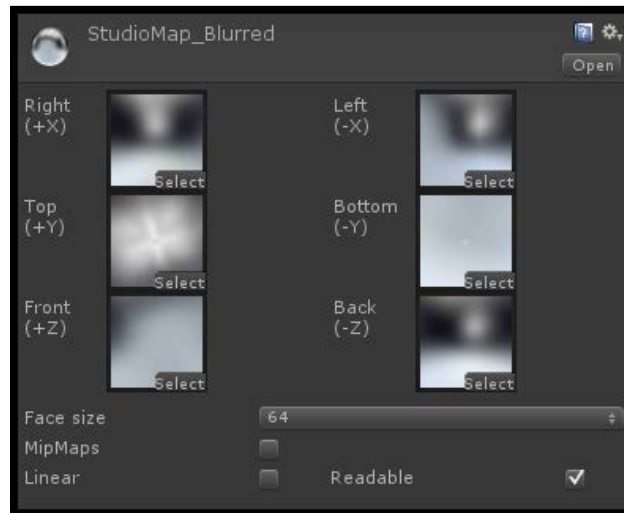 StudioMap_Blurred
Open
Right
(+X)
Select
Left
(-X)
Select
Top
(+Y)
Select
Bottom
(-Y)
Select
Front
(+Z)
Select
Back
(-Z)
Select
Face size 64
MipMaps
Linear Readable